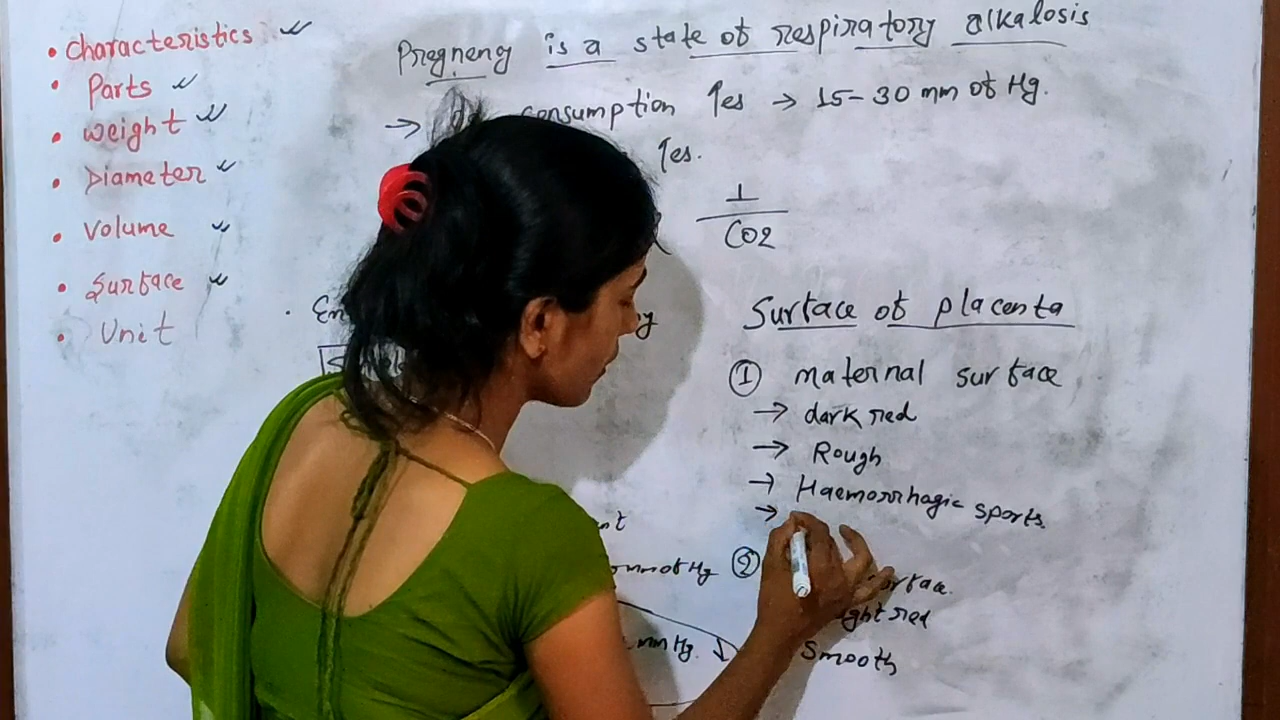 • Characteristics
• Parts
• Weight
• Diameter
• Volume
• Surface
• Unit
Pregneny is a state of respiratory alkalosis
→ consumption ↑es → 15-30 mm of Hg.
↑es.
1
CO2
Surface of placenta
① maternal surface
→ dark red
→ Rough
→ Haemorrhagic sports
→
mm of Hg
②
mm Hg. ↓
Smooth